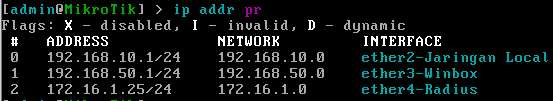 [admin@MikroTik] > ip addr pr
Flags: X - disabled, I - invalid, D - dynamic
# ADDRESS NETWORK INTERFACE
0 192.168.10.1/24 192.168.10.0 ether2-Jaringan Local
1 192.168.50.1/24 192.168.50.0 ether3-Winbox
2 172.16.1.25/24 172.16.1.0 ether4-Radius